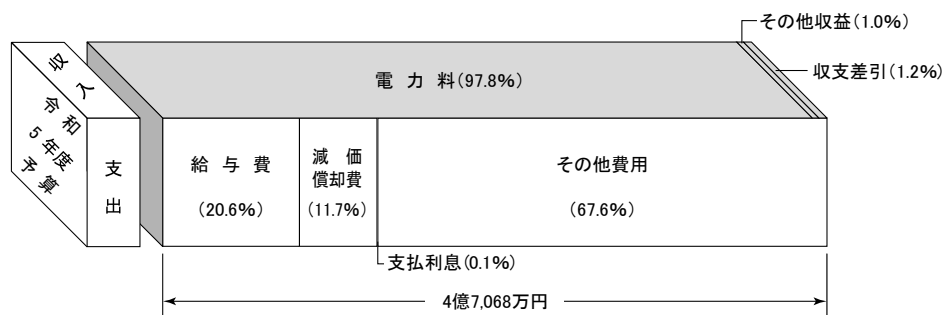 その他収益(1.0%)
収入
電力料(97.8%)
収支差引(1.2%)
令和
5年度
予算
支出
給与費
(20.6%)
減価
償却費
(11.7%)
その他費用
(67.6%)
支払利息(0.1%)
4億7,068万円